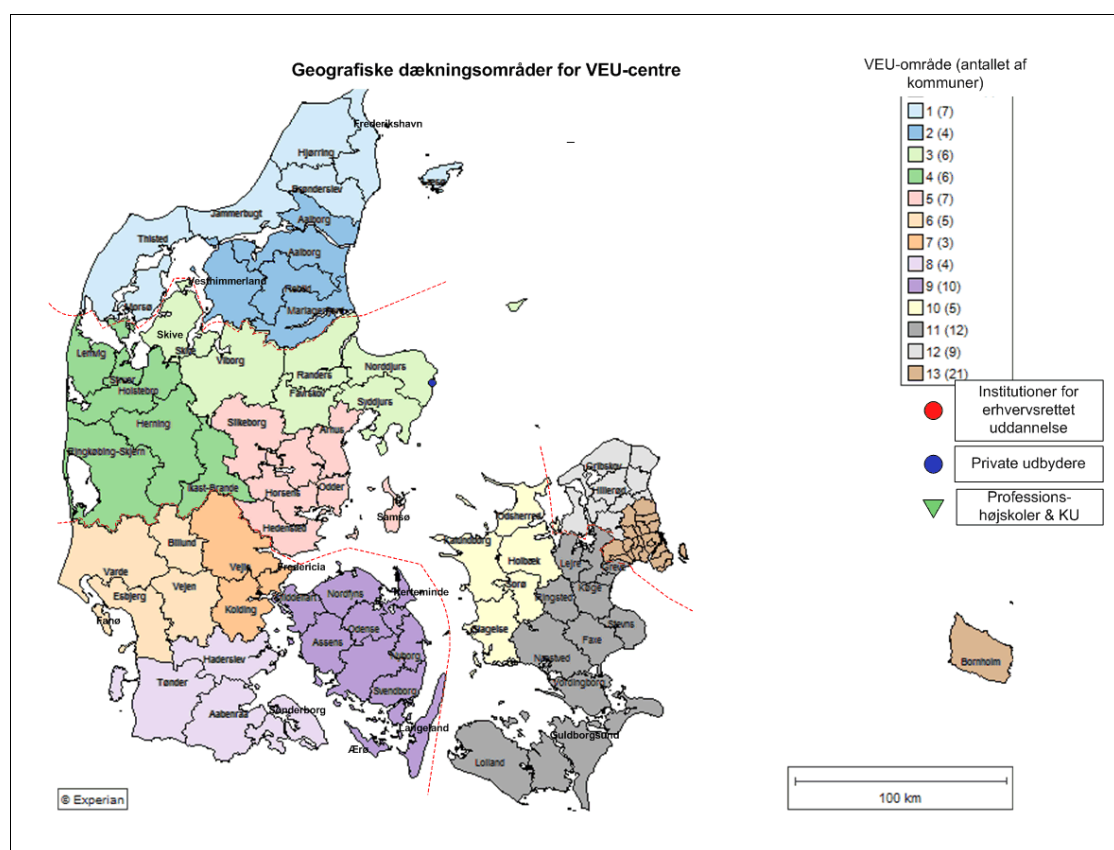 Geografiske dækningsområder for VEU-centre
VEU-område (antallet af
kommuner)
1 (7)
2 (4)
3 (6)
4 (6)
5 (7)
6 (5)
7 (3)
8 (4)
9 (10)
10 (5)
11 (12)
12 (9)
13 (21)
Institutioner for
erhvervsrettet
uddannelse
Private udbydere
Professions-
højskoler & KU
Frederikshavn
Hjørring
Læsø
Brønderslev
Jammerbugt
Aalborg
Thisted
Aalborg
Vesthimmerland
Rebild
Morsø
Mariagerfjord
Skive
Lemvig
Skive
Viborg
Norddjurs
Struer
Randers
Holstebro
Favrskov
Syddjurs
Silkeborg
Herning
Århus
Ringkøbing-Skjern
Gribskov
Ikast-Brande
Horsens
Odder
Hillerød
Samsø
Odsherred
Hedensted
Kalundborg
Billund
Holbæk
Lejre
Greve
Varde
Vejle
Fredericia
Sorø
Esbjerg
Vejen
Middelfart
Nordfyns
Kerteminde
Ringsted
Køge
Fanø
Kolding
Odense
Slagelse
Stevns
Assens
Faxe
Haderslev
Nyborg
Næstved
Bornholm
Tønder
Svendborg
Vordingborg
Aabenraa
Sønderborg
Langeland
Guldborgsund
Ærø
Lolland
© Experian
100 km